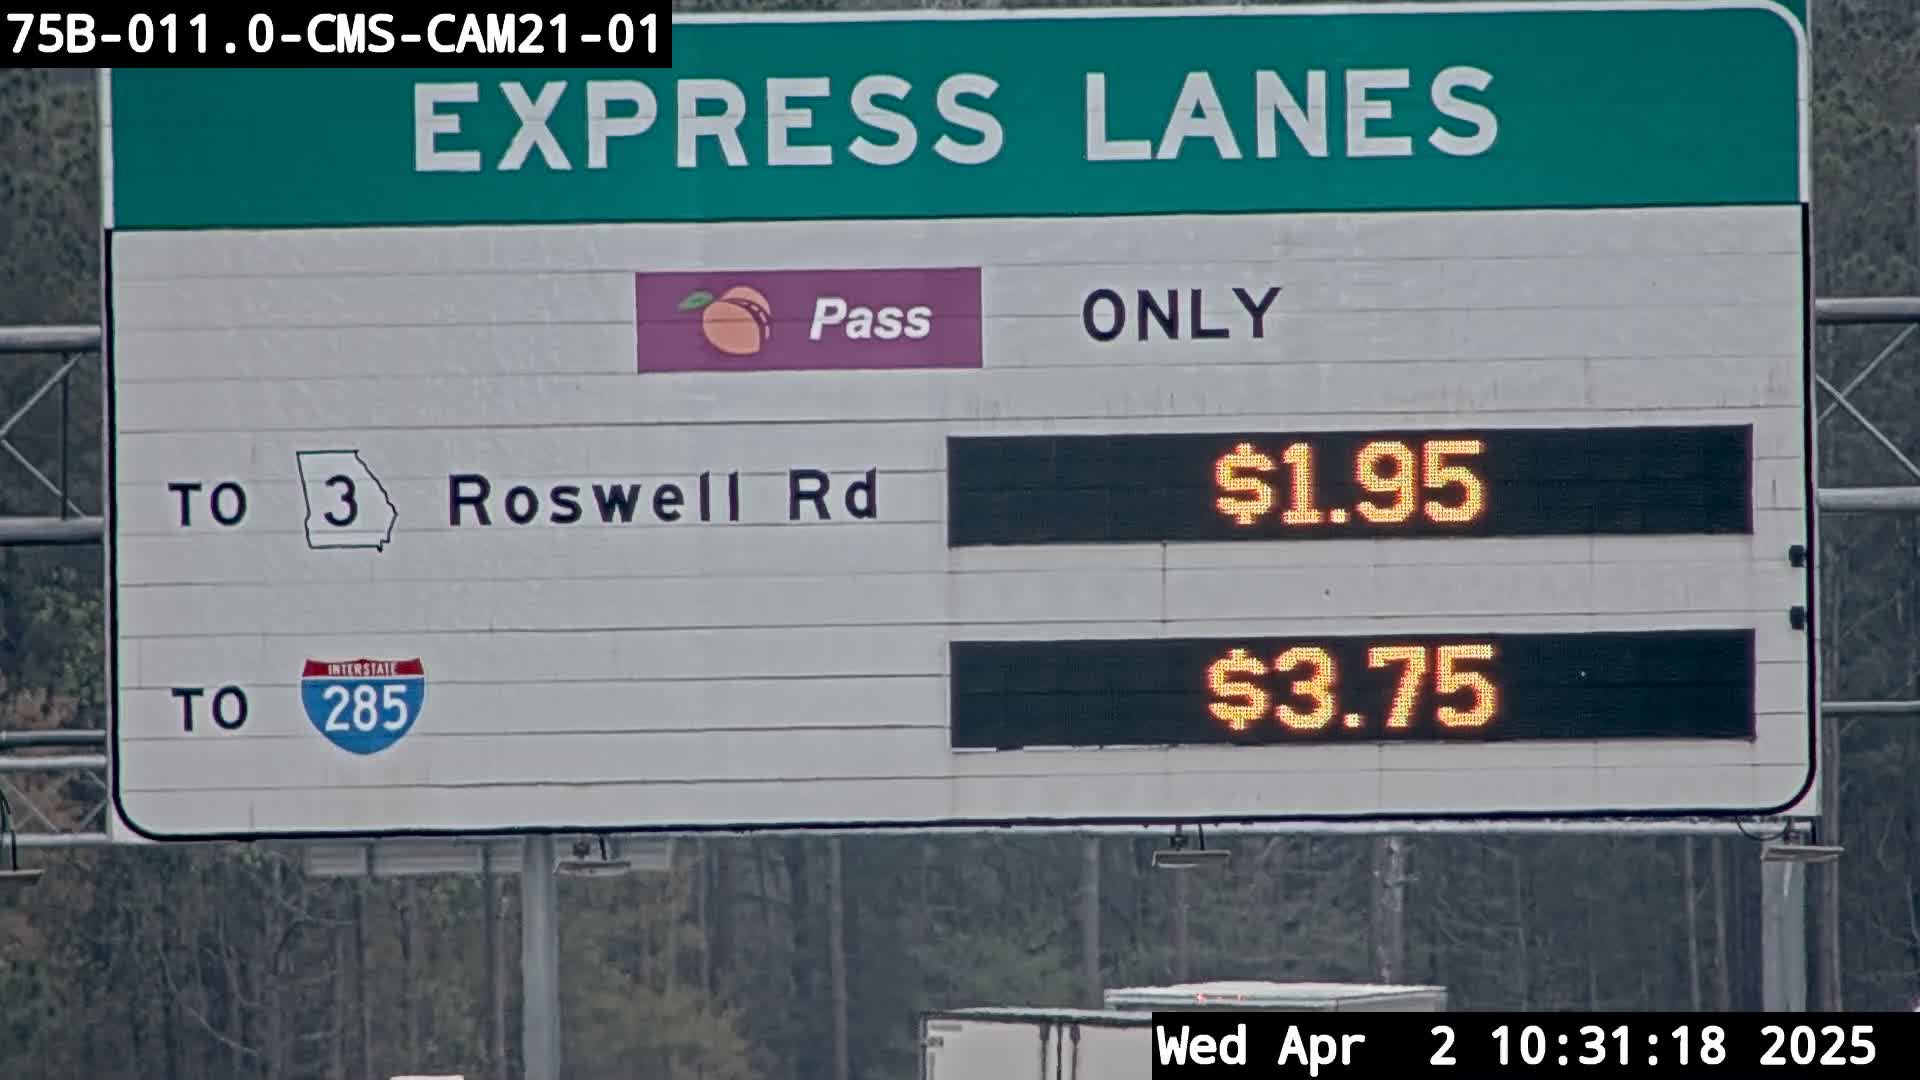 75B-011.0-CMS-CAM21-01
EXPRESS LANES
Pass ONLY
TO 3 Roswell Rd $1.95
INTERSTATE
TO 285 $3.75
Wed Apr 2 10:31:18 2025